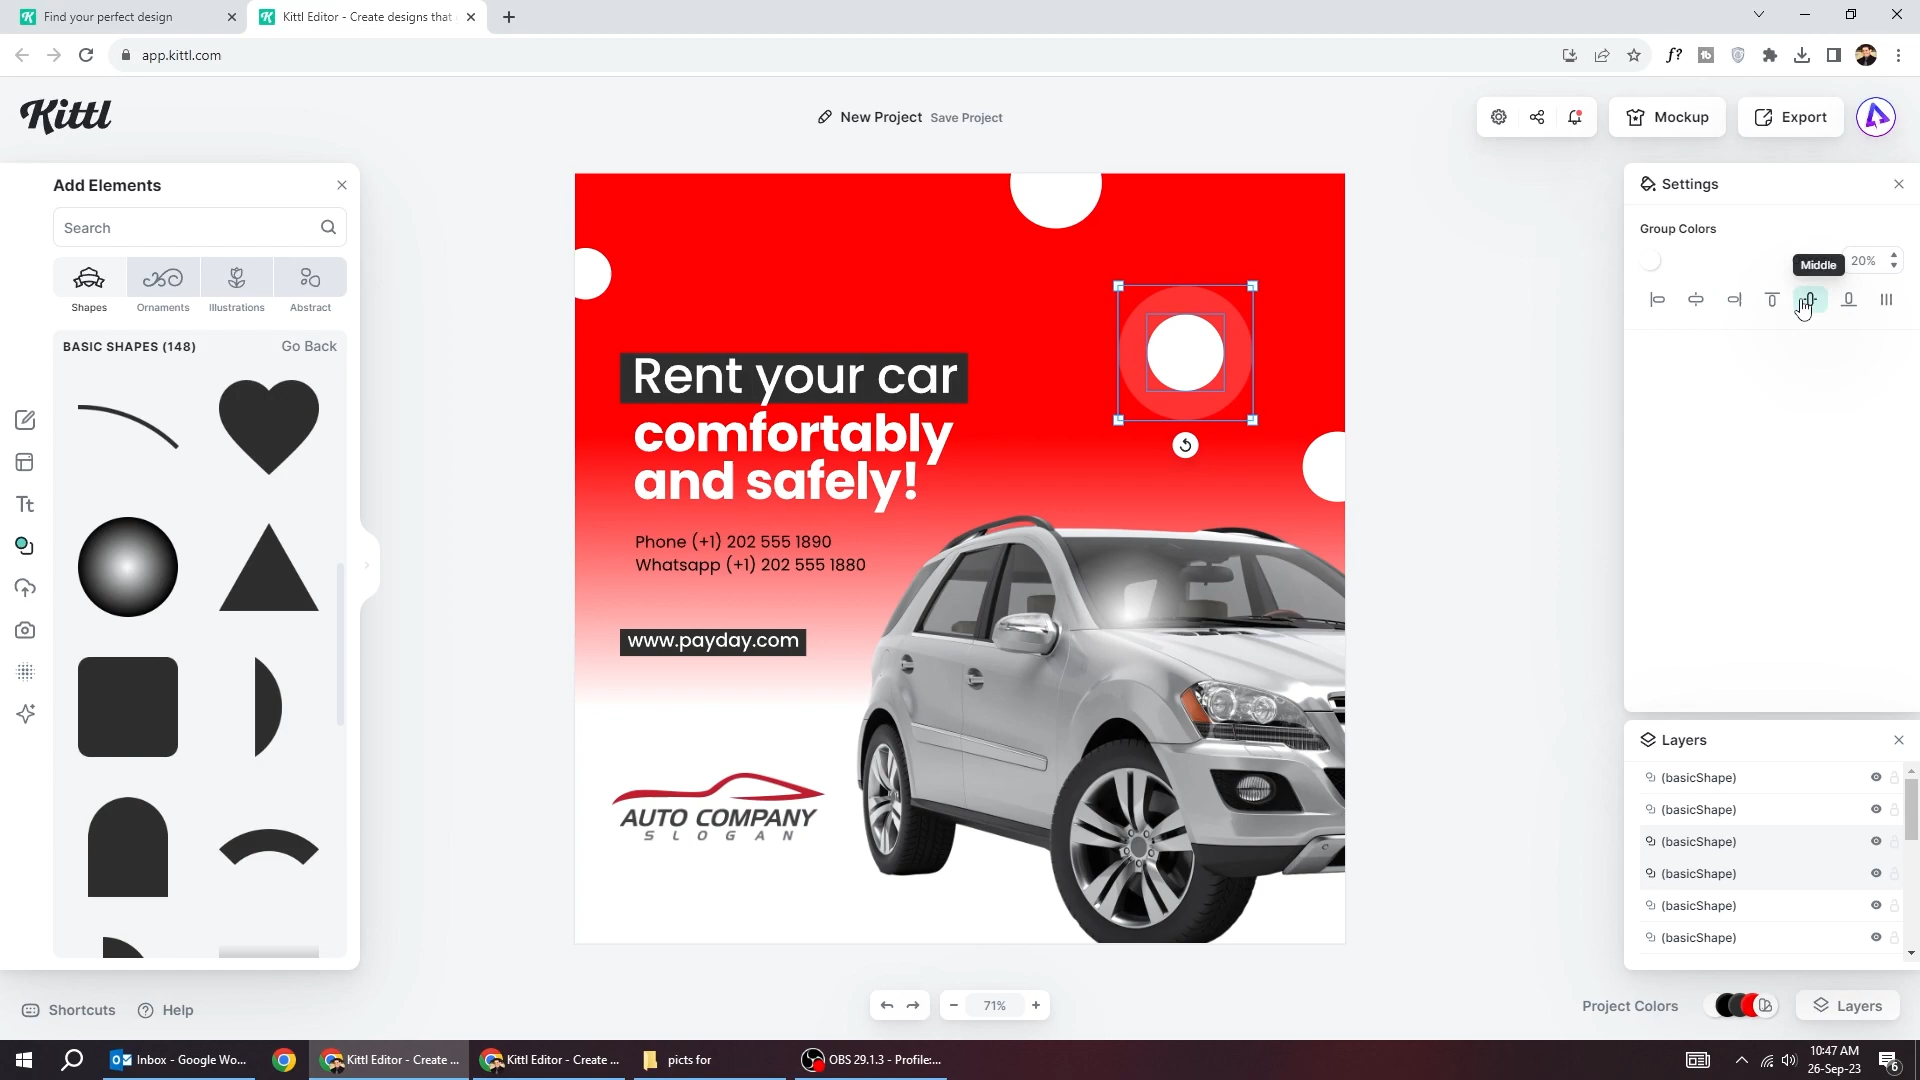 Find your perfect design
Kittl Editor - Create designs that
app.kittl.com
Kittl
New Project Save Project
Mockup
Export
Add Elements
Search
Shapes Ornaments Illustrations Abstract
BASIC SHAPES (148) Go Back
Rent your car
comfortably
and safely!
Phone (+1) 202 555 1890
Whatsapp (+1) 202 555 1880
www.payday.com
AUTO COMPANY
SLOGAN
Settings
Group Colors
Middle
20%
Layers
(basicShape)
(basicShape)
(basicShape)
(basicShape)
(basicShape)
(basicShape)
Shortcuts Help
71%
Project Colors
Layers
Inbox - Google Wo...
Kittl Editor - Create ...
Kittl Editor - Create ...
picts for
OBS 29.1.3 - Profile:...
10:47 AM
26-Sep-23
6